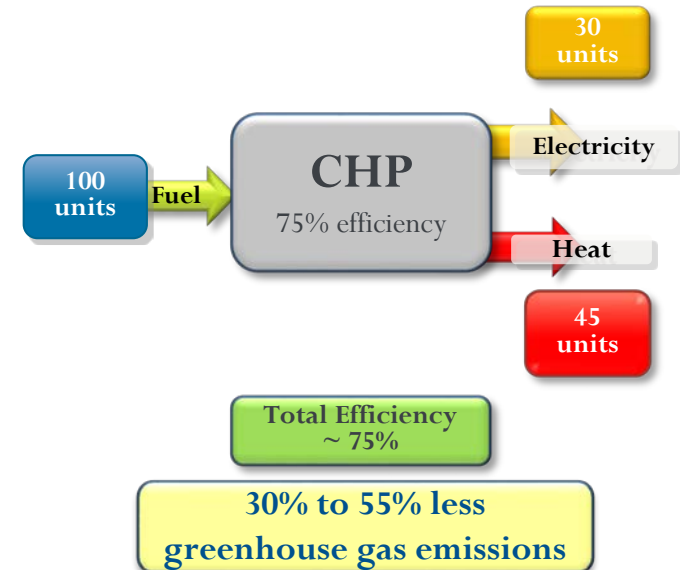 30
units
Electricity
CHP
75% efficiency
100
units
Fuel
Heat
45
units
Total Efficiency
~ 75%
30% to 55% less
greenhouse gas emissions